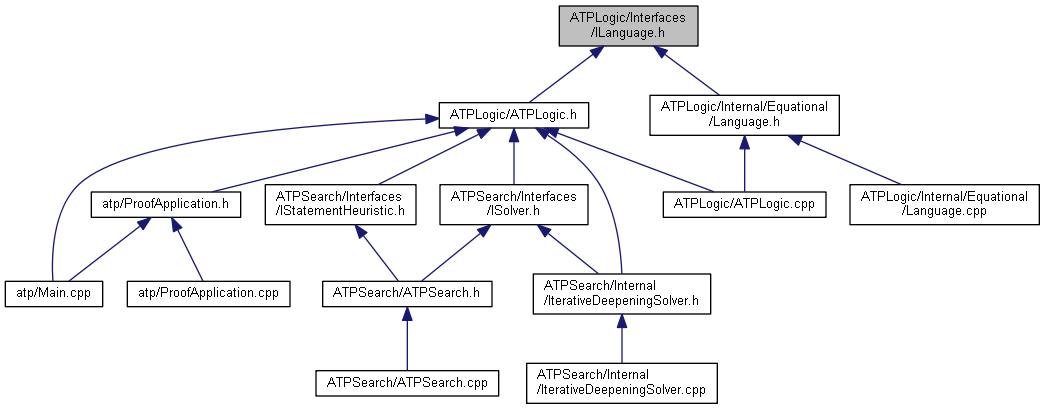 ATPLogic/Interfaces
/ILanguage.h
ATPLogic/ATPLogic.h
ATPLogic/Internal/Equational
/Language.h
atp/ProofApplication.h
ATPSearch/Interfaces
/IStatementHeuristic.h
ATPSearch/Interfaces
/ISolver.h
ATPLogic/ATPLogic.cpp
ATPLogic/Internal/Equational
/Language.cpp
atp/Main.cpp
atp/ProofApplication.cpp
ATPSearch/ATPSearch.h
ATPSearch/Internal
/IterativeDeepeningSolver.h
ATPSearch/ATPSearch.cpp
ATPSearch/Internal
/IterativeDeepeningSolver.cpp